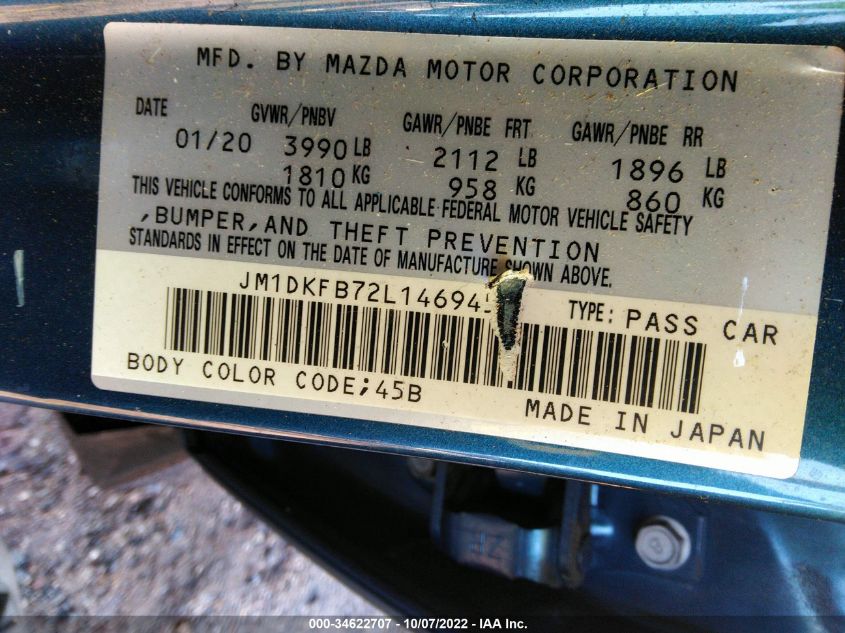 MFD. BY MAZDA MOTOR CORPORATION
DATE GVWR/PNBV GAWR/PNBE FRT GAWR/PNBE RR
01/20 3990 LB 2112 LB 1896 LB
1810 KG 958 KG 860 KG
THIS VEHICLE CONFORMS TO ALL APPLICABLE FEDERAL MOTOR VEHICLE SAFETY
,BUMPER,AND THEFT PREVENTION
STANDARDS IN EFFECT ON THE DATE OF MANUFACTURE SHOWN ABOVE.
JM1DKFB72L14694 TYPE: PASS CAR
BODY COLOR CODE;45B MADE IN JAPAN
000-34622707 - 10/07/2022 - IAA Inc.